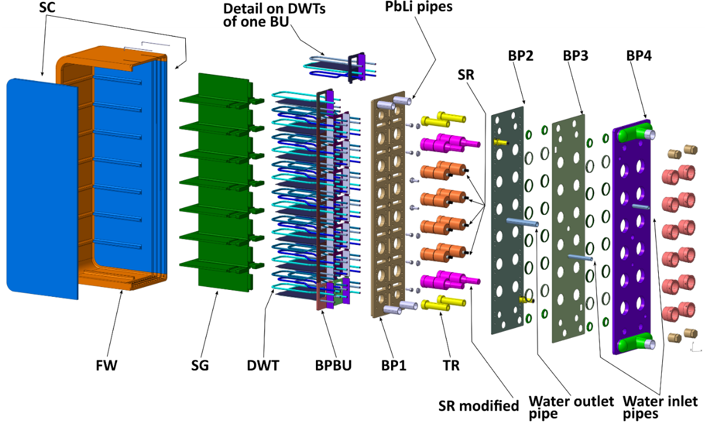 SC
Detail on DWTs
of one BU
PbLi pipes
SR
BP2
BP3
BP4
FW
SG
DWT
BPBU
BP1
TR
SR modified
Water outlet
pipe
Water inlet
pipes